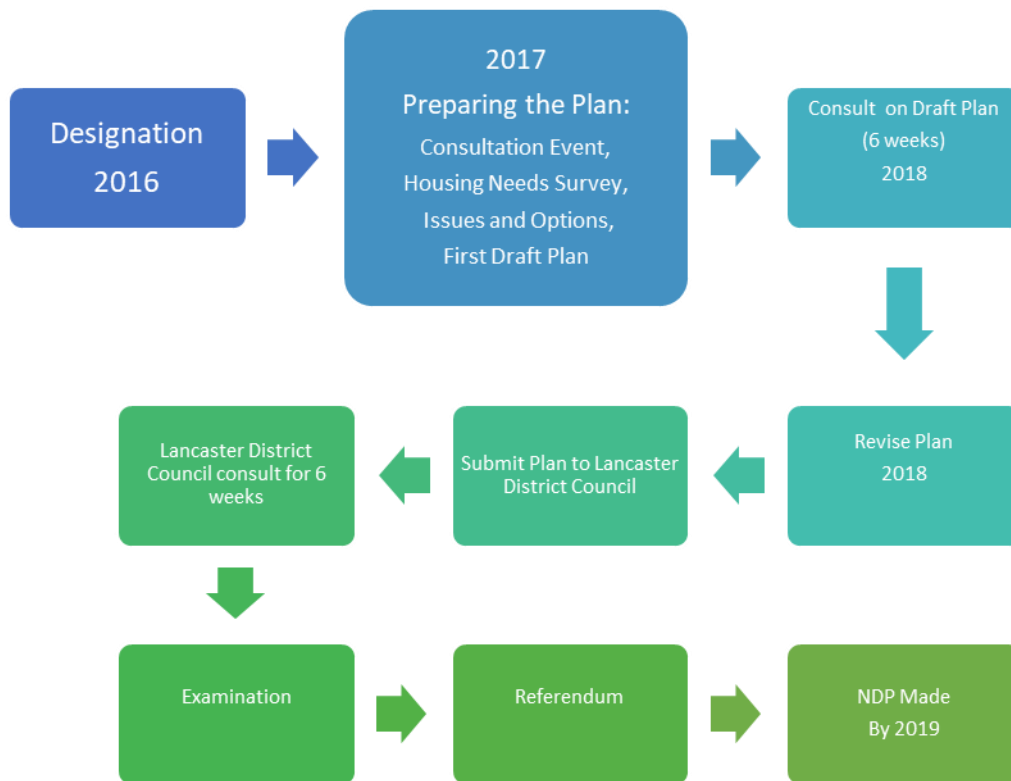 Designation
2016
2017
Preparing the Plan:
Consultation Event,
Housing Needs Survey,
Issues and Options,
First Draft Plan
Consult on Draft Plan
(6 weeks)
2018
Revise Plan
2018
Submit Plan to Lancaster
District Council
Lancaster District
Council consult for 6
weeks
Examination
Referendum
NDP Made
By 2019